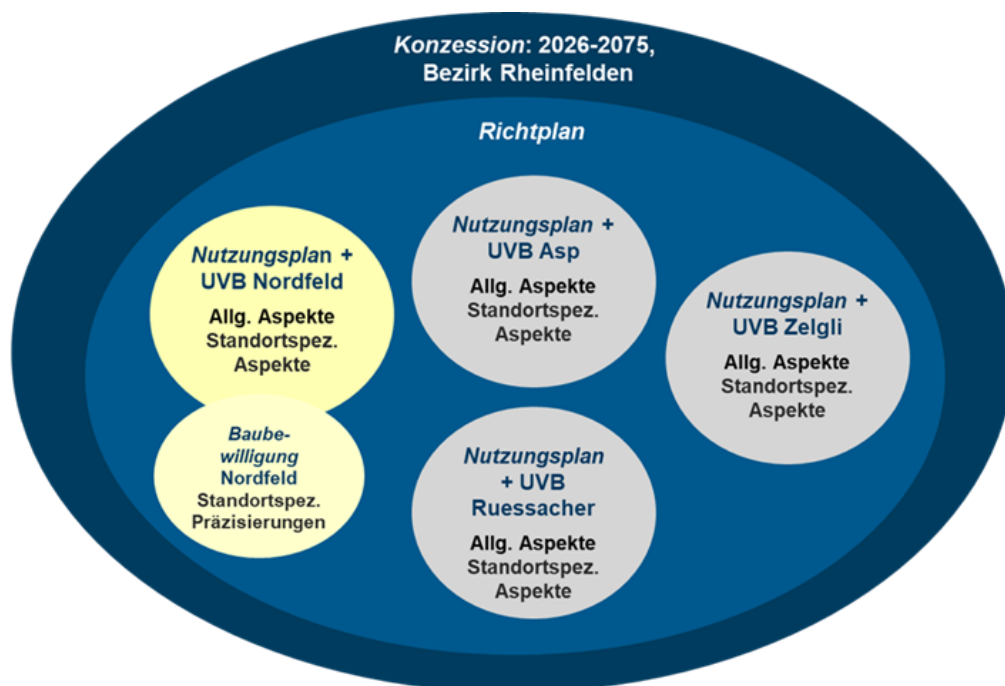 Konzession: 2026-2075,
Bezirk Rheinfelden
Richtplan
Nutzungsplan +
UVB Nordfeld
Allg. Aspekte
Standortspez.
Aspekte
Baube-
willigung
Nordfeld
Standortspez.
Präzisierungen
Nutzungsplan +
UVB Asp
Allg. Aspekte
Standortspez.
Aspekte
Nutzungsplan
+ UVB
Ruessacher
Allg. Aspekte
Standortspez.
Aspekte
Nutzungsplan +
UVB Zelgli
Allg. Aspekte
Standortspez.
Aspekte